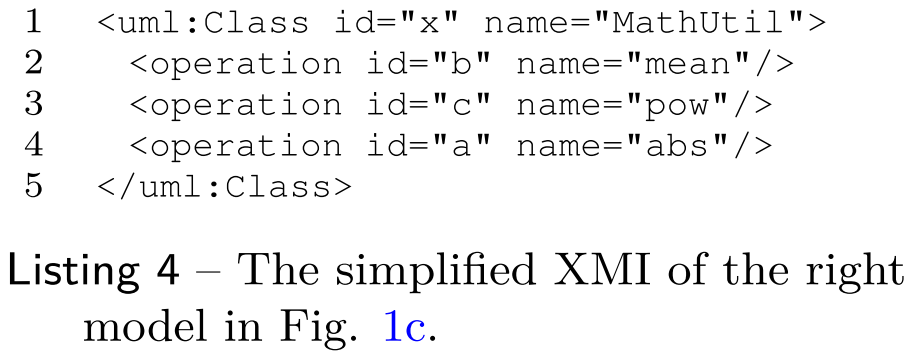 1 <uml:Class id="x" name="MathUtil">
2 <operation id="b" name="mean"/>
3 <operation id="c" name="pow"/>
4 <operation id="a" name="abs"/>
5 </uml:Class>
Listing 4 – The simplified XMI of the right
model in Fig. 1c.